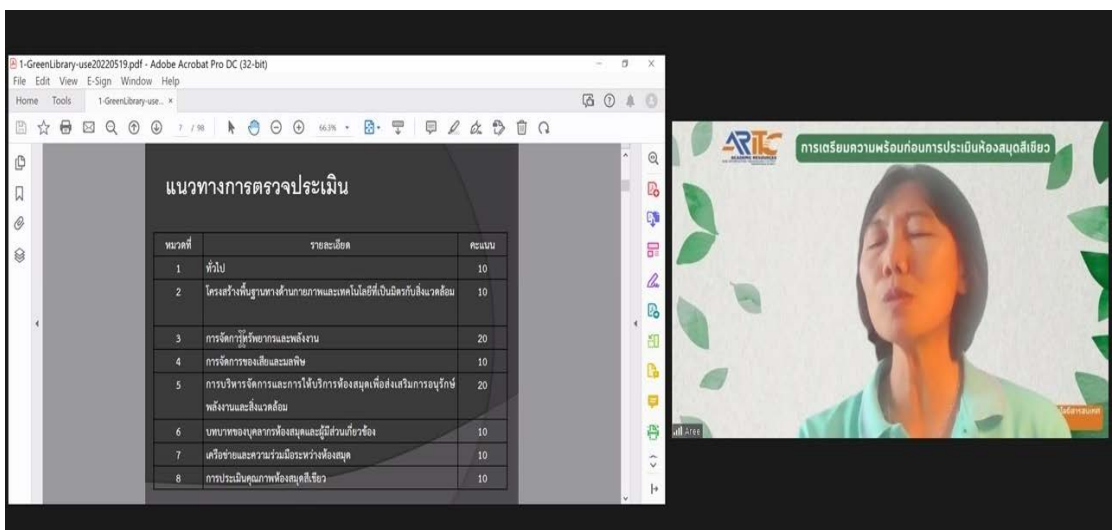 1-GreenLibrary-use20220519.pdf - Adobe Acrobat Pro DC (32-bit)
File Edit View E-Sign Window Help
Home Tools 1-GreenLibrary-use... ×
7 / 98 66.3%
แนวทางการตรวจประเมิน
หมวดที่ รายละเอียด คะแนน
1 ทั่วไป 10
2 โครงสร้างพื้นฐานทางด้านกายภาพและเทคโนโลยีที่เป็นมิตรกับสิ่งแวดล้อม 10
3 การจัดการทรัพยากรและพลังงาน 20
4 การจัดการของเสียและมลพิษ 10
5 การบริหารจัดการและการให้บริการห้องสมุดเพื่อส่งเสริมการอนุรักษ์ 20
พลังงานและสิ่งแวดล้อม
6 บทบาทของบุคลากรห้องสมุดและผู้มีส่วนเกี่ยวข้อง 10
7 เครือข่ายและความร่วมมือระหว่างห้องสมุด 10
8 การประเมินคุณภาพห้องสมุดสีเขียว 10
ARITC
ACADEMIC RESOURCES
การเตรียมความพร้อมก่อนการประเมินห้องสมุดสีเขียว
Aree